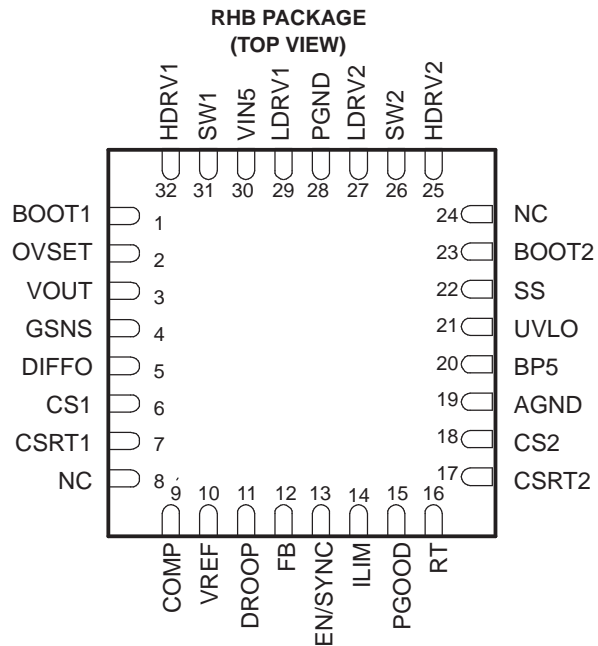 RHB PACKAGE
(TOP VIEW)
HDRV1
SW1
VIN5
LDRV1
PGND
LDRV2
SW2
HDRV2
32
31
30
29
28
27
26
25
BOOT1 1
OVSET 2
VOUT 3
GSNS 4
DIFFO 5
CS1 6
CSRT1 7
NC 8
24 NC
23 BOOT2
22 SS
21 UVLO
20 BP5
19 AGND
18 CS2
17 CSRT2
9
10
11
12
13
14
15
16
COMP
VREF
DROOP
FB
EN/SYNC
ILIM
PGOOD
RT